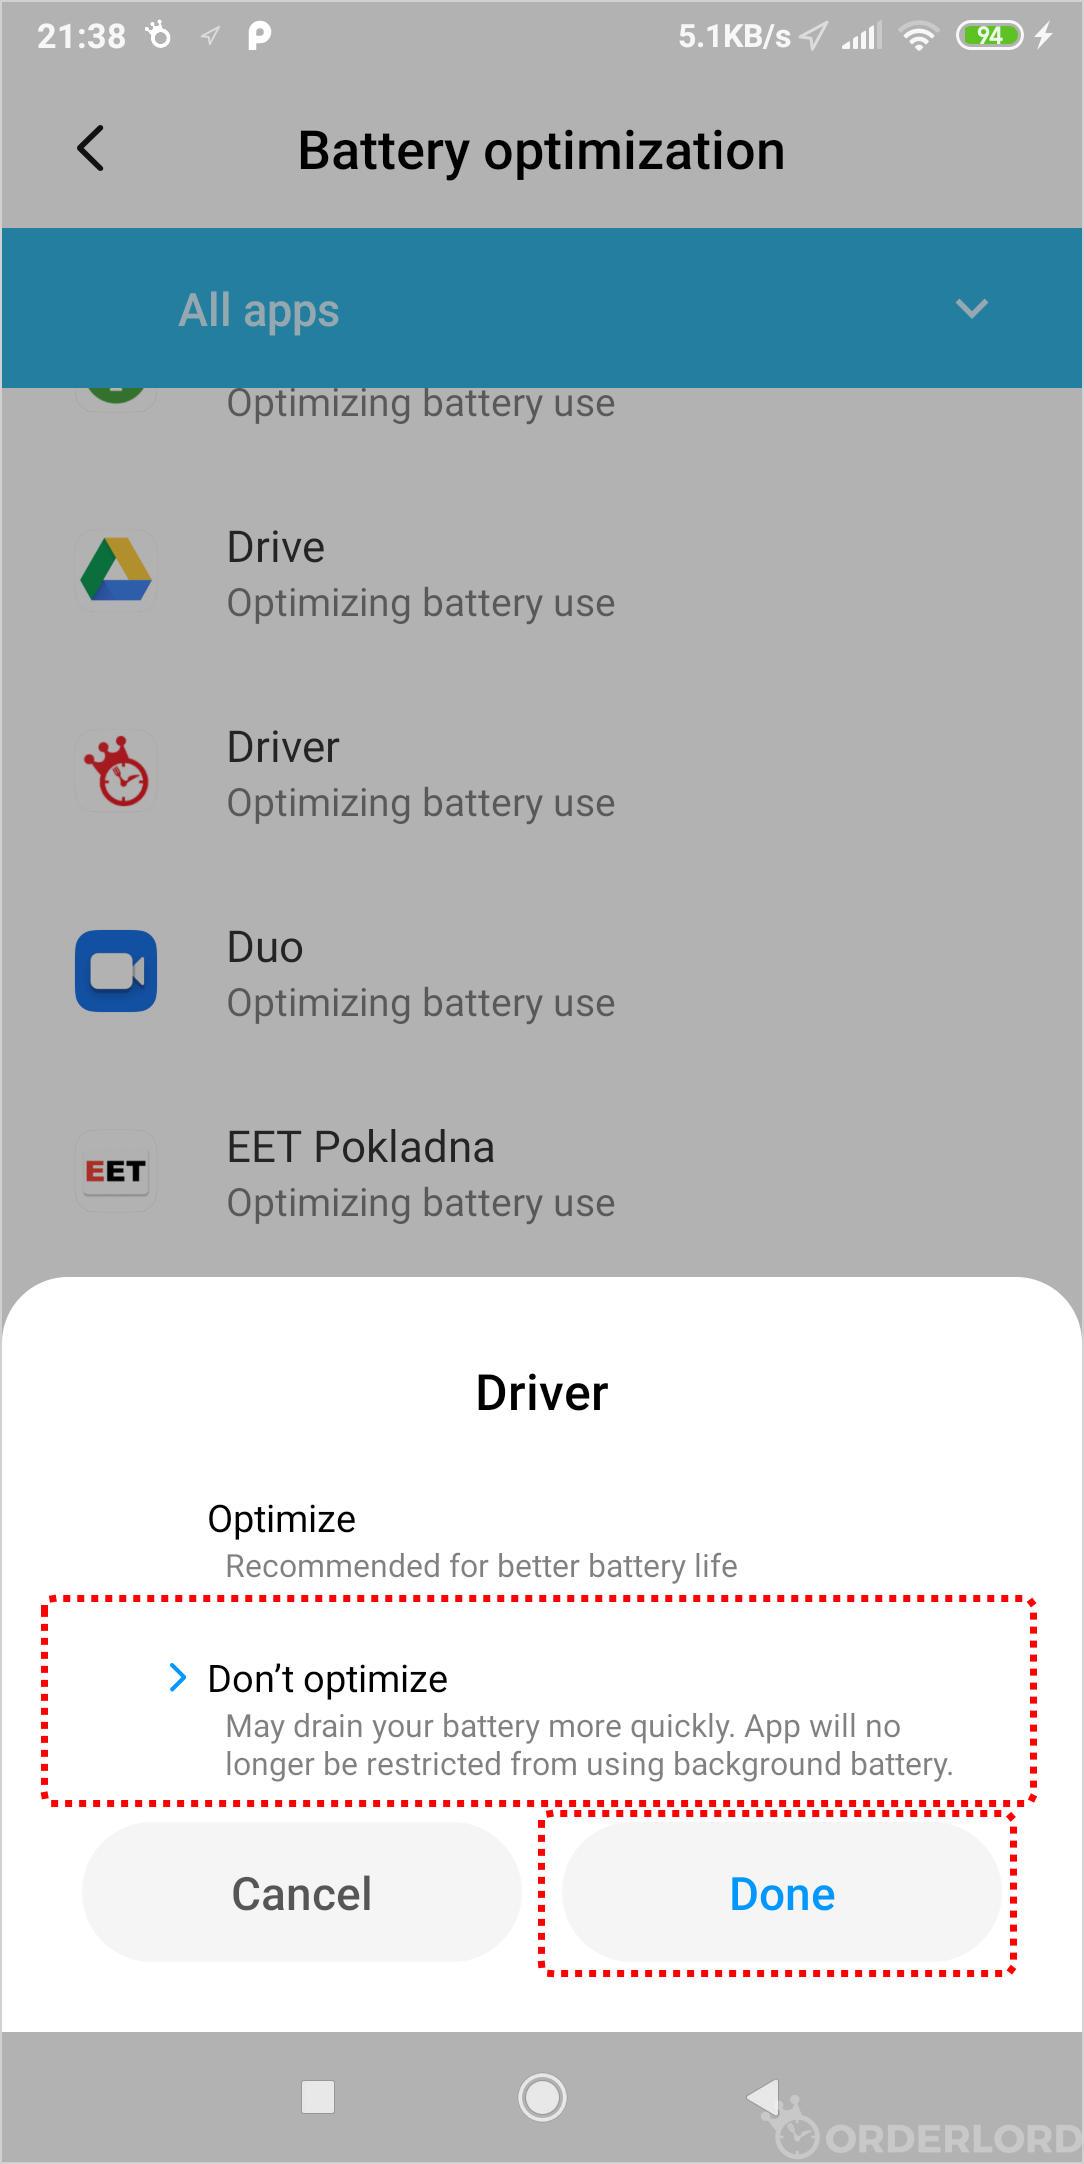 21:38 5.1KB/s 94
Battery optimization
All apps
Optimizing battery use
Drive
Optimizing battery use
Driver
Optimizing battery use
Duo
Optimizing battery use
EET
EET Pokladna
Optimizing battery use
Driver
Optimize
Recommended for better battery life
Don’t optimize
May drain your battery more quickly. App will no
longer be restricted from using background battery.
Cancel Done
ORDERLORD